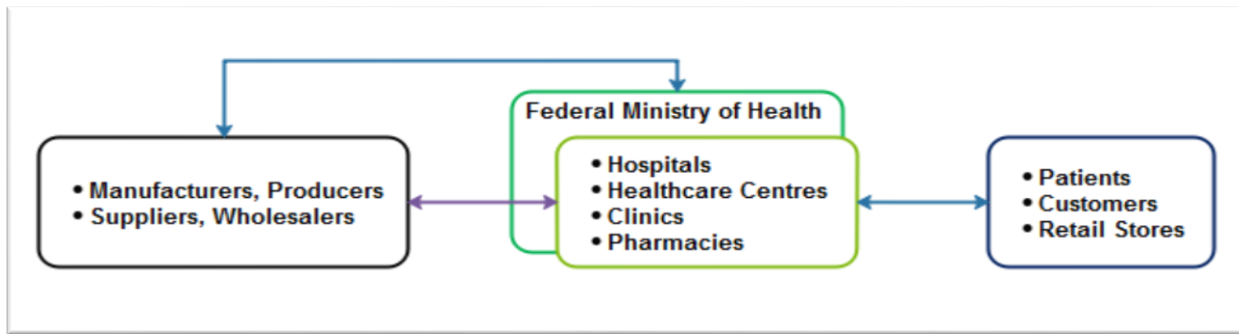 • Manufacturers, Producers
• Suppliers, Wholesalers
Federal Ministry of Health
• Hospitals
• Healthcare Centres
• Clinics
• Pharmacies
• Patients
• Customers
• Retail Stores